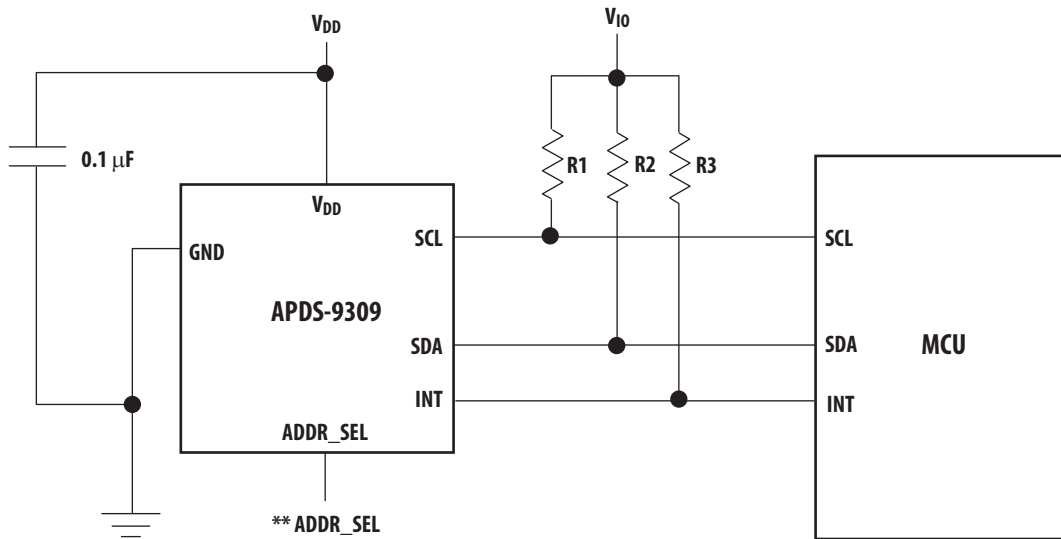 VDD
VIO
0.1 µF
R1
R2
R3
VDD
GND
SCL
SCL
APDS-9309
SDA
SDA
MCU
INT
INT
ADDR_SEL
** ADDR_SEL